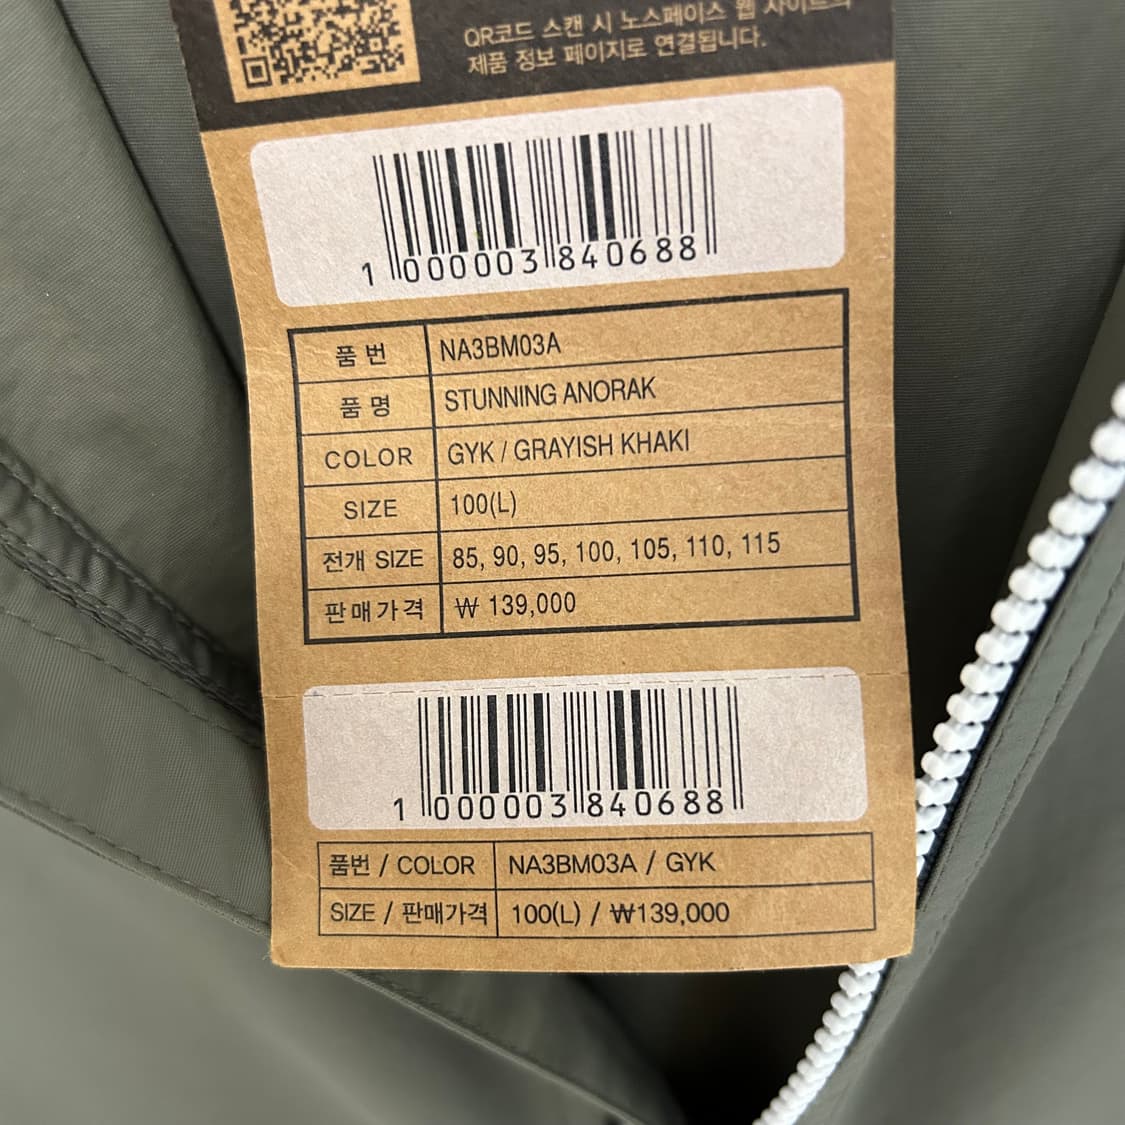 QR코드 스캔 시 노스페이스 웹 사이트의
제품 정보 페이지로 연결됩니다.
1 000003 840688
품 번 NA3BM03A
품 명 STUNNING ANORAK
COLOR GYK / GRAYISH KHAKI
SIZE 100(L)
전개 SIZE 85, 90, 95, 100, 105, 110, 115
판매가격 ₩ 139,000
1 000003 840688
품번 / COLOR NA3BM03A / GYK
SIZE / 판매가격 100(L) / ₩139,000